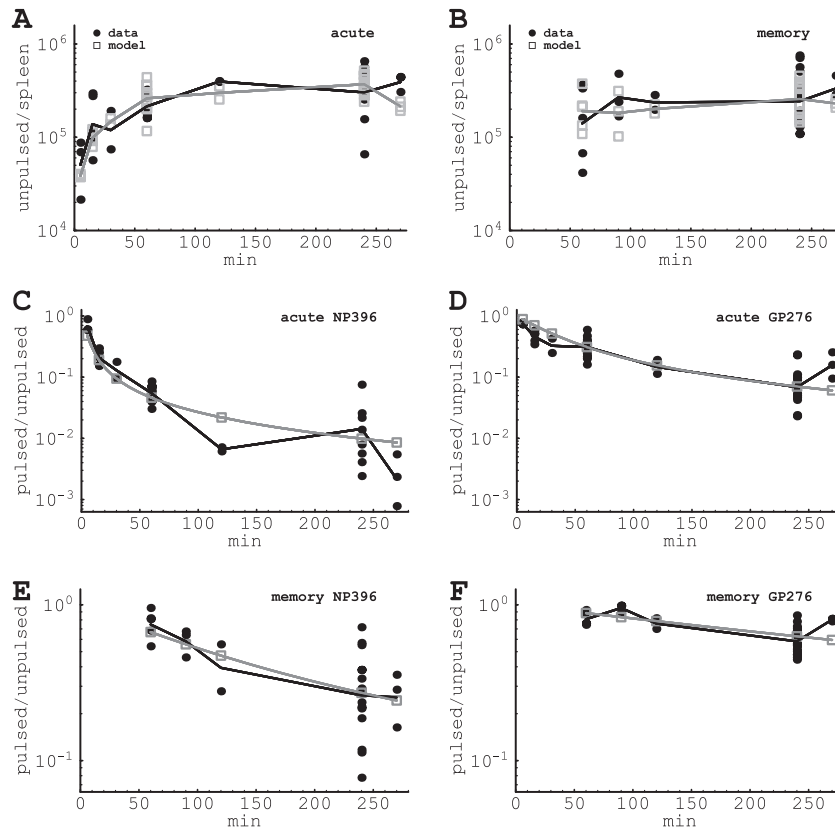 A
data
model
acute
unpulsed/spleen
10^6
10^5
10^4
0 50 100 150 200 250
min
B
data
model
memory
unpulsed/spleen
10^6
10^5
10^4
0 50 100 150 200 250
min
C
acute NP396
pulsed/unpulsed
10^0
10^-1
10^-2
10^-3
0 50 100 150 200 250
min
D
acute GP276
pulsed/unpulsed
10^0
10^-1
10^-2
10^-3
0 50 100 150 200 250
min
E
memory NP396
pulsed/unpulsed
10^0
10^-1
0 50 100 150 200 250
min
F
memory GP276
pulsed/unpulsed
10^0
10^-1
0 50 100 150 200 250
min